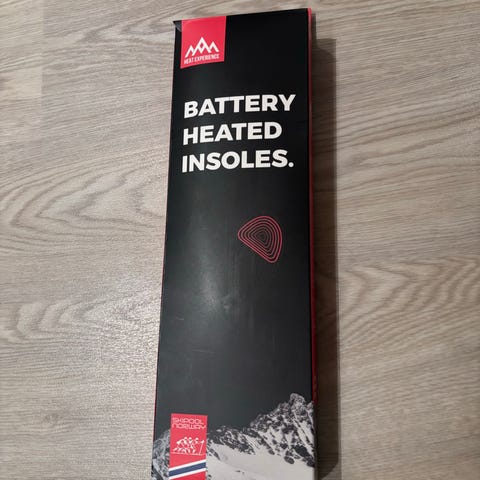 HEAT EXPERIENCE
BATTERY
HEATED
INSOLES.
SKIPOOL
NORWAY